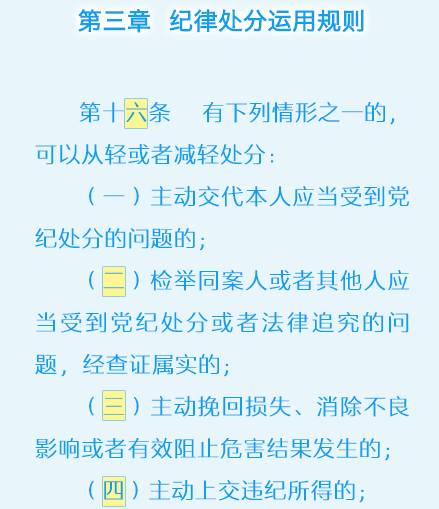 第三章 纪律处分运用规则
第十六条 有下列情形之一的，
可以从轻或者减轻处分：
（一）主动交代本人应当受到党
纪处分的问题的；
（二）检举同案人或者其他人应
当受到党纪处分或者法律追究的问
题，经查证属实的；
（三）主动挽回损失、消除不良
影响或者有效阻止危害结果发生的；
（四）主动上交违纪所得的；